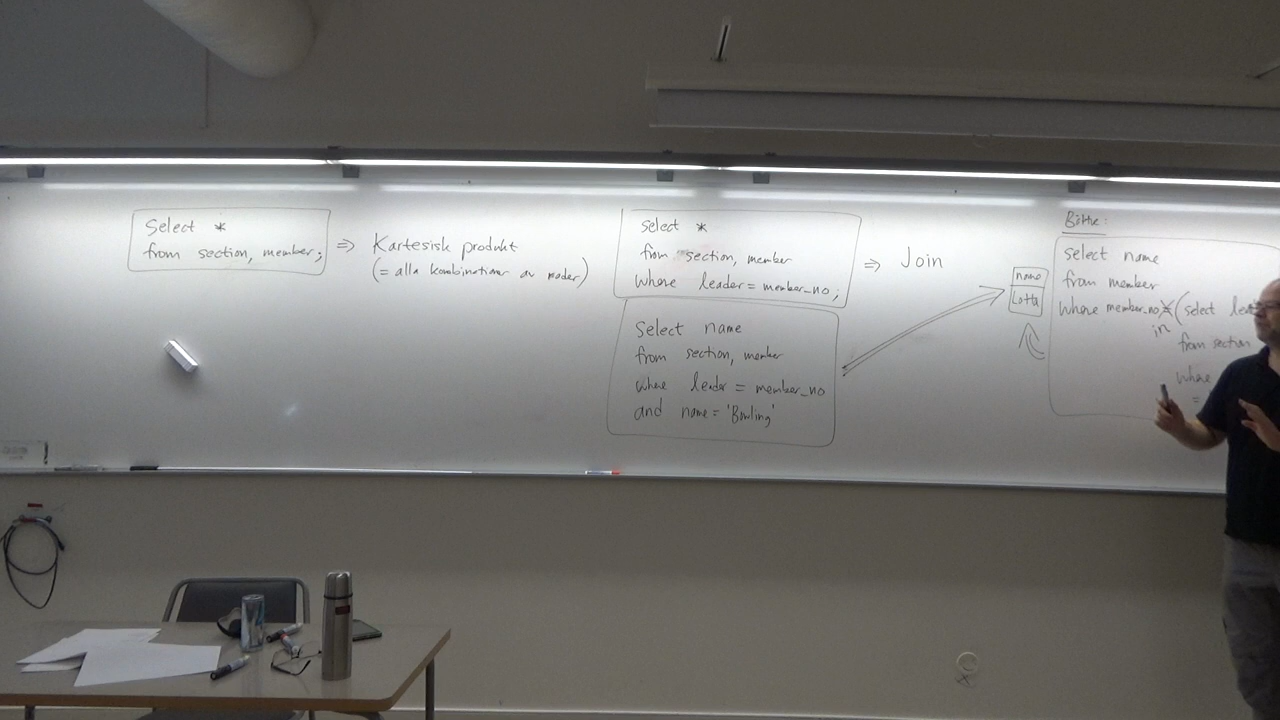 Select *
from section, member;
⇒ Kartesisk produkt
(= alla kombinationer av rader)
select *
from section, member
where leader = member_no;
⇒ Join
Select name
from section, member
where leader = member_no
and name = 'Bowling'
name
Lotta
Bättre:
select name
from member
where member_no in (select
from section
where
=